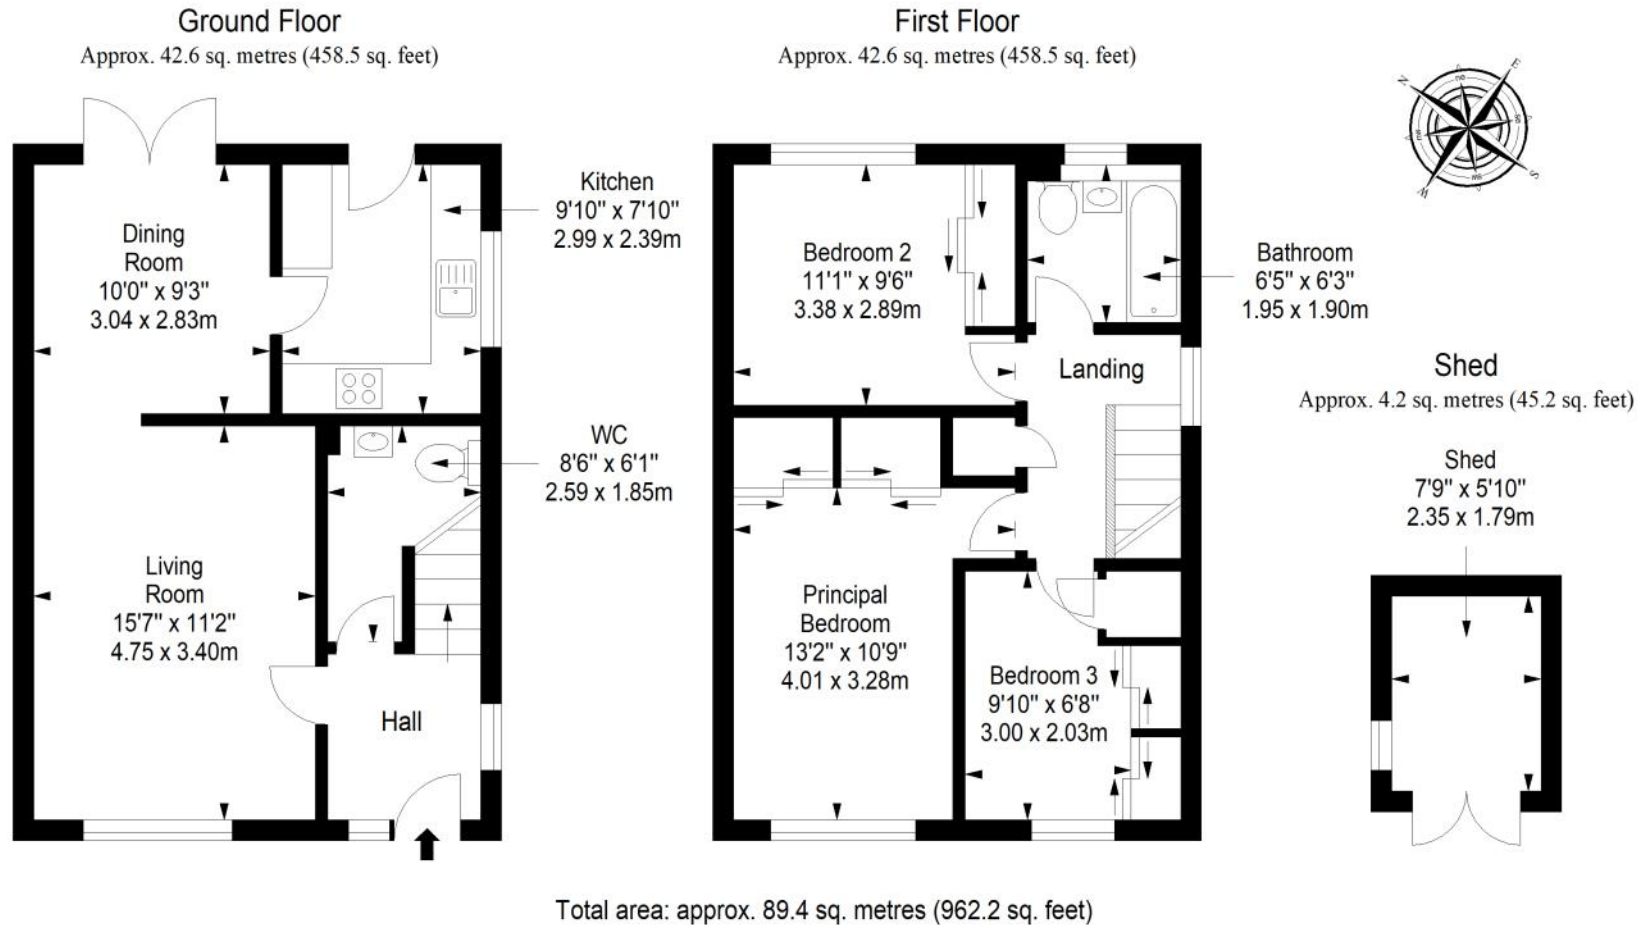 Ground Floor
Approx. 42.6 sq. metres (458.5 sq. feet)
Dining
Room
10'0" x 9'3"
3.04 x 2.83m
Kitchen
9'10" x 7'10"
2.99 x 2.39m
WC
8'6" x 6'1"
2.59 x 1.85m
Living
Room
15'7" x 11'2"
4.75 x 3.40m
Hall
First Floor
Approx. 42.6 sq. metres (458.5 sq. feet)
Bedroom 2
11'1" x 9'6"
3.38 x 2.89m
Bathroom
6'5" x 6'3"
1.95 x 1.90m
Landing
Principal
Bedroom
13'2" x 10'9"
4.01 x 3.28m
Bedroom 3
9'10" x 6'8"
3.00 x 2.03m
N
E
S
W
ne
se
sw
nw
Shed
Approx. 4.2 sq. metres (45.2 sq. feet)
Shed
7'9" x 5'10"
2.35 x 1.79m
Total area: approx. 89.4 sq. metres (962.2 sq. feet)